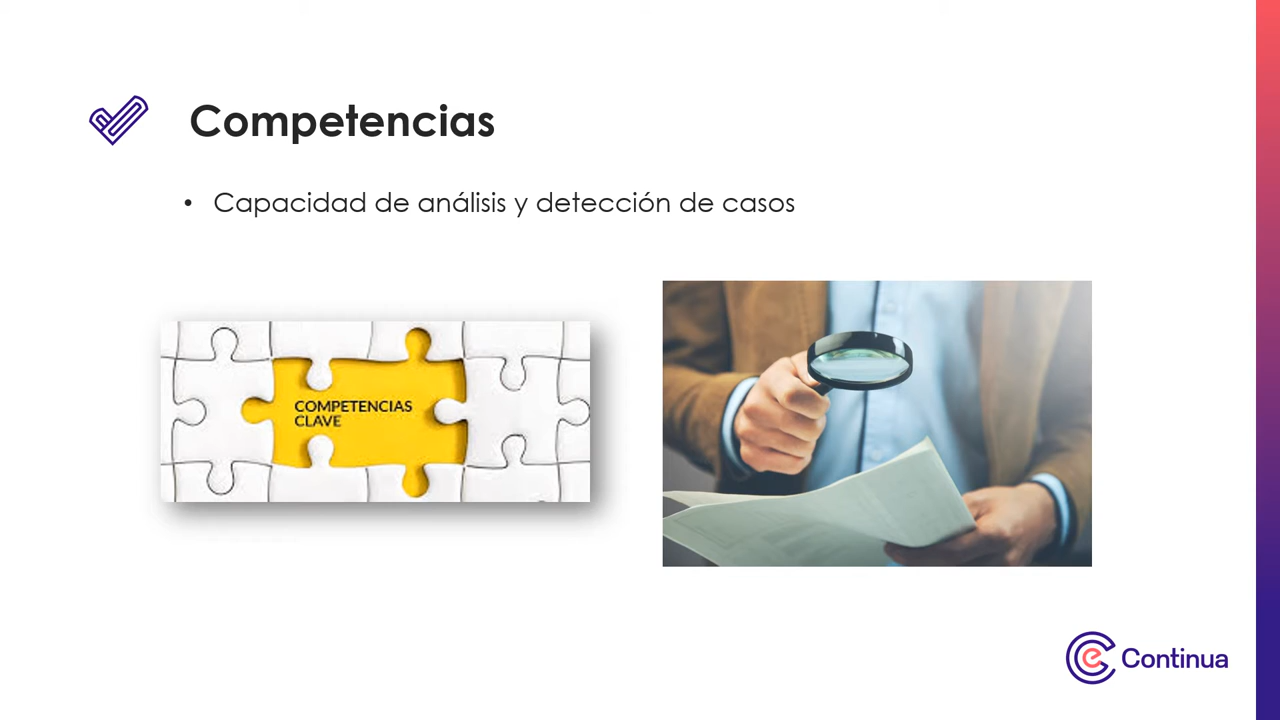 Competencias
• Capacidad de análisis y detección de casos
COMPETENCIAS
CLAVE
e Continua